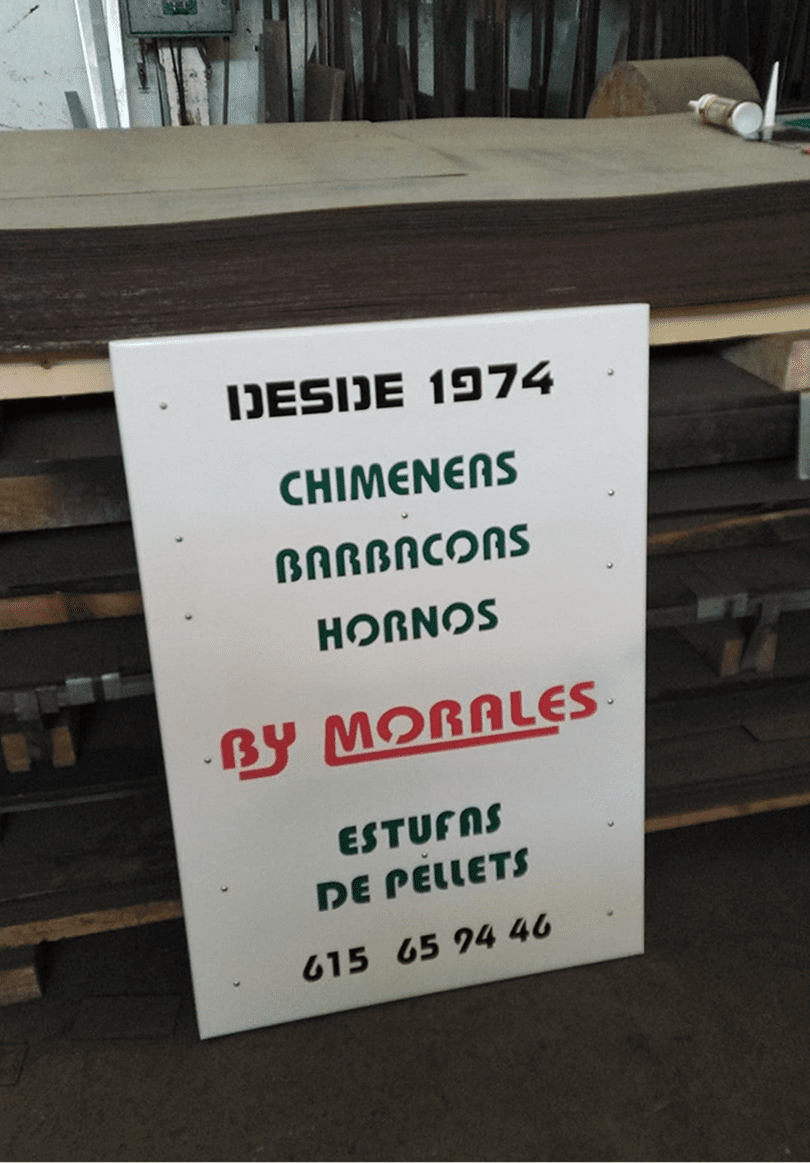 DESDE 1974
CHIMENEAS
BARBACOAS
HORNOS
BY MORALES
ESTUFAS
DE PELLETS
615 65 94 46